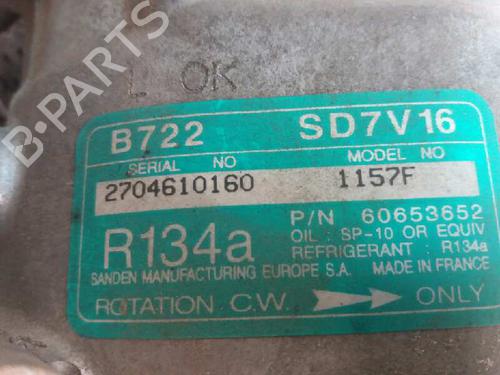 L OK
B722 SD7V16
SERIAL NO MODEL NO
2704610160 1157F
P/N 60653652
OIL : SP-10 OR EQUIV
R134a REFRIGERANT : R134a
SANDEN MANUFACTURING EUROPE S.A. MADE IN FRANCE
ROTATION C.W. ONLY
B-PARTS